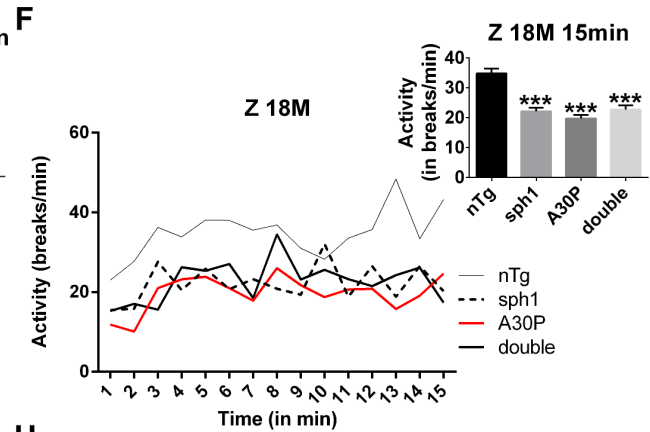 F
n
Z 18M 15min
Activity
(in breaks/min)
40
30
20
10
0
*** *** ***
nTg sph1 A30P double
Z 18M
Activity (breaks/min)
60
40
20
0
1 2 3 4 5 6 7 8 9 10 11 12 13 14 15
Time (in min)
nTg
sph1
A30P
double